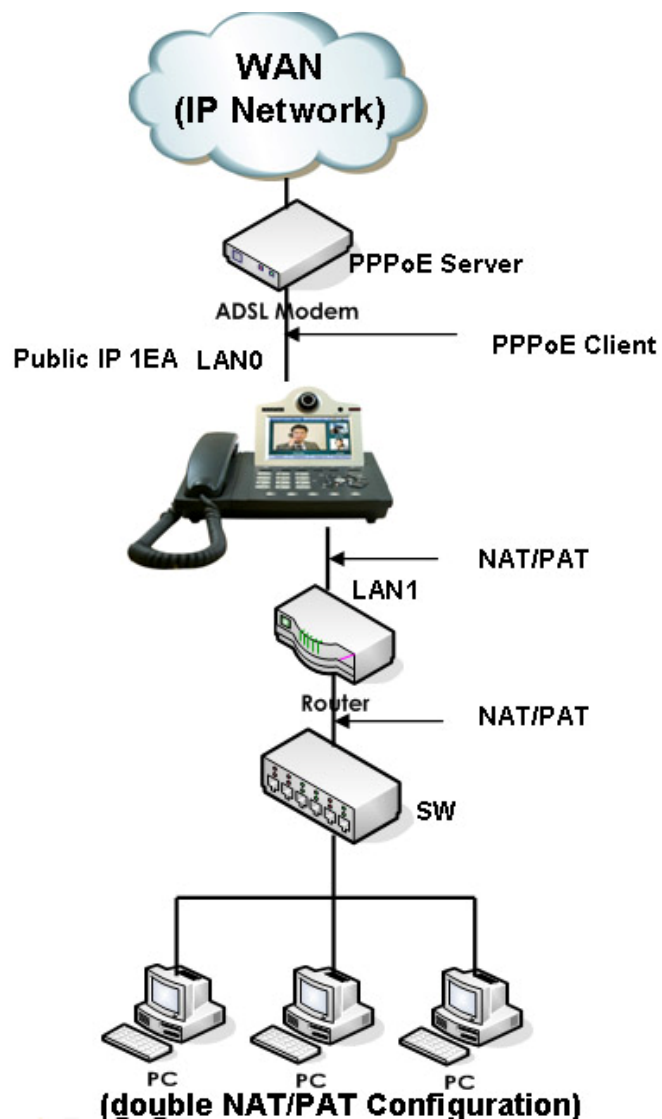 WAN
(IP Network)
PPPoE Server
ADSL Modem
PPPoE Client
Public IP 1EA LAN0
NAT/PAT
LAN1
Router
NAT/PAT
SW
PC
PC
PC
(double NAT/PAT Configuration)